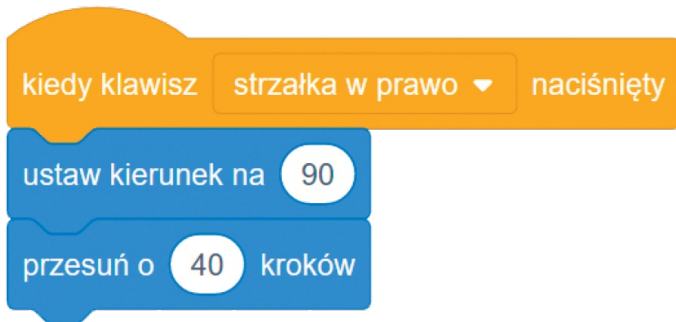 kiedy klawisz strzałka w prawo naciśnięty
ustaw kierunek na 90
przesuń o 40 kroków